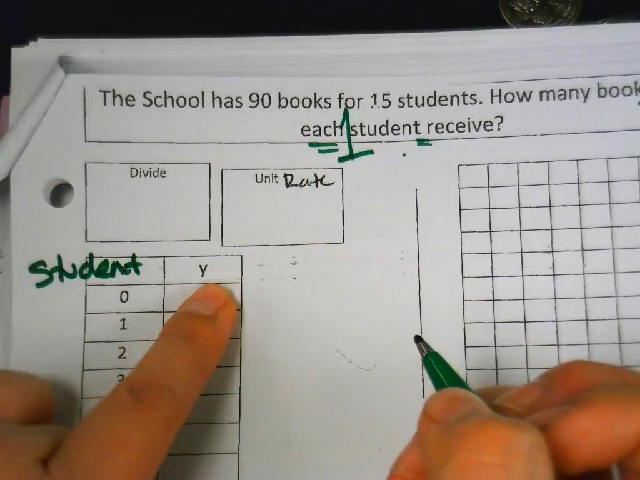 The School has 90 books for 15 students. How many book
each 1 student receive?
Divide
Unit Rate
Student y
0
1
2